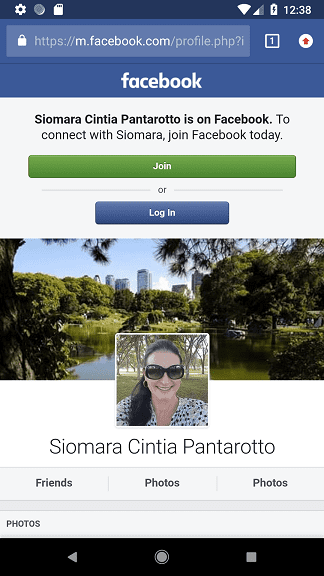 12:38
https://m.facebook.com/profile.php?i
1
facebook
Siomara Cintia Pantarotto is on Facebook. To
connect with Siomara, join Facebook today.
Join
or
Log In
Siomara Cintia Pantarotto
Friends
Photos
Photos
PHOTOS